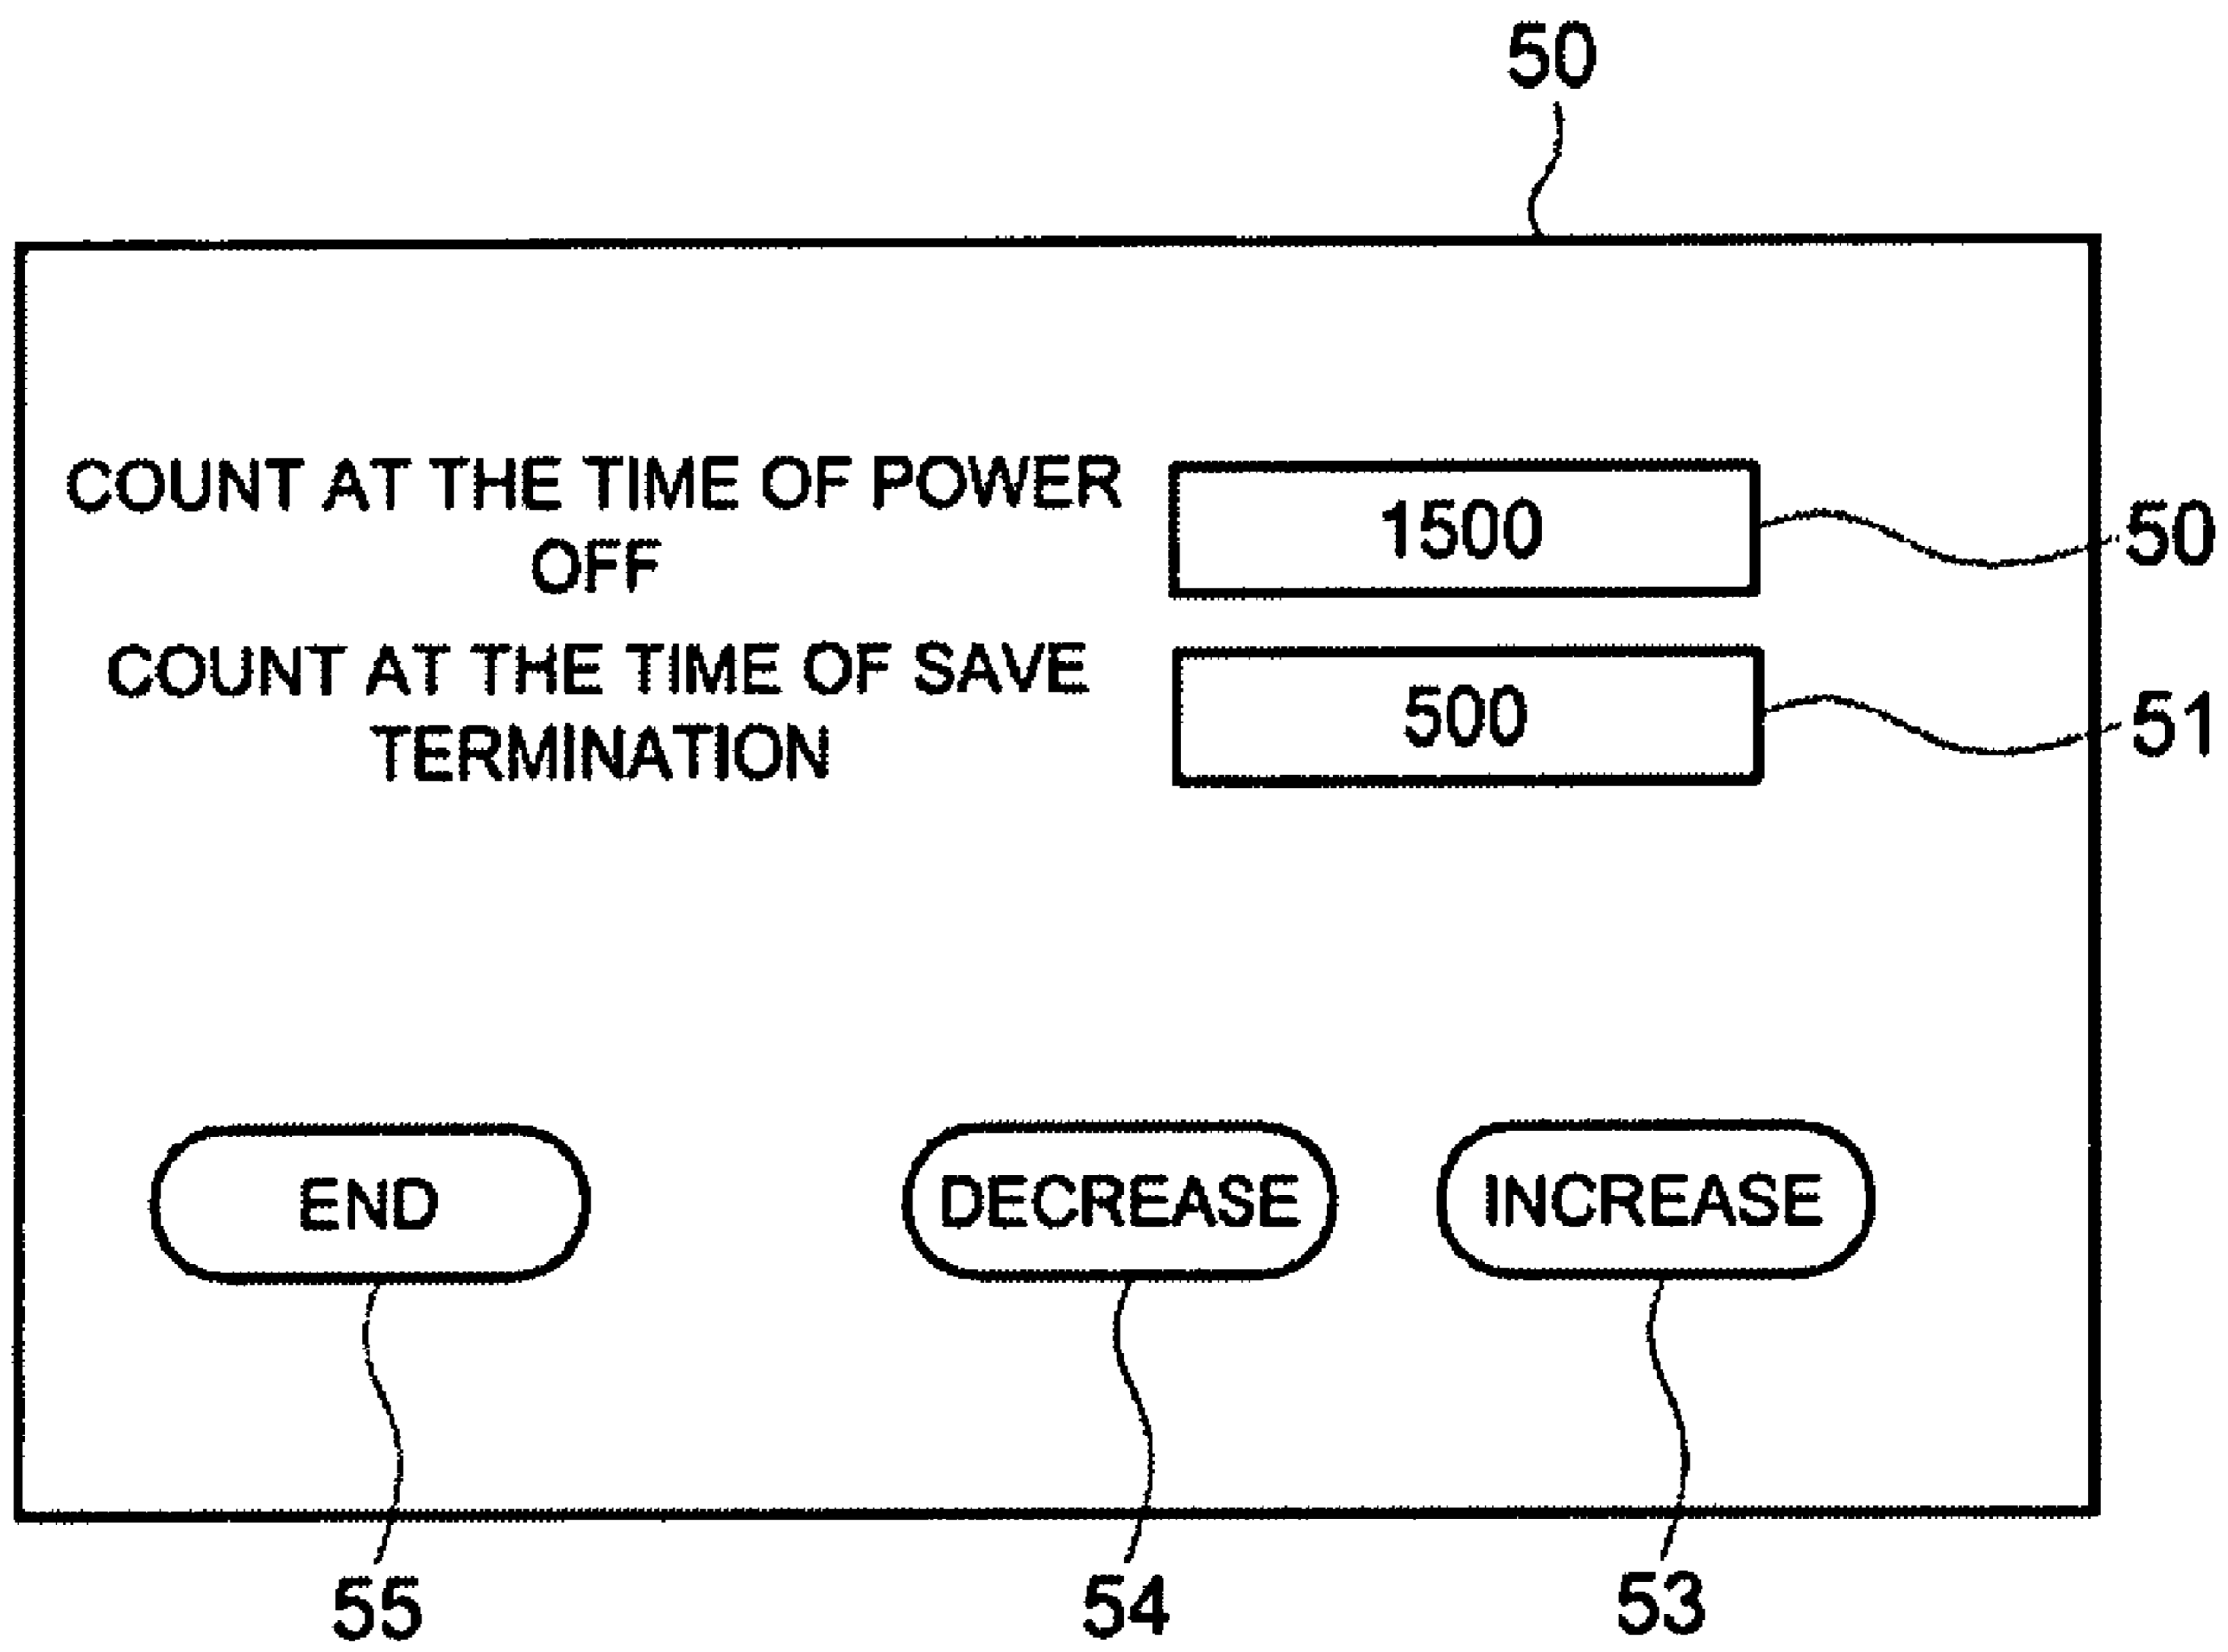 50
COUNT AT THE TIME OF POWER
OFF
1500
50
COUNT AT THE TIME OF SAVE
TERMINATION
500
51
END
DECREASE
INCREASE
55
54
53